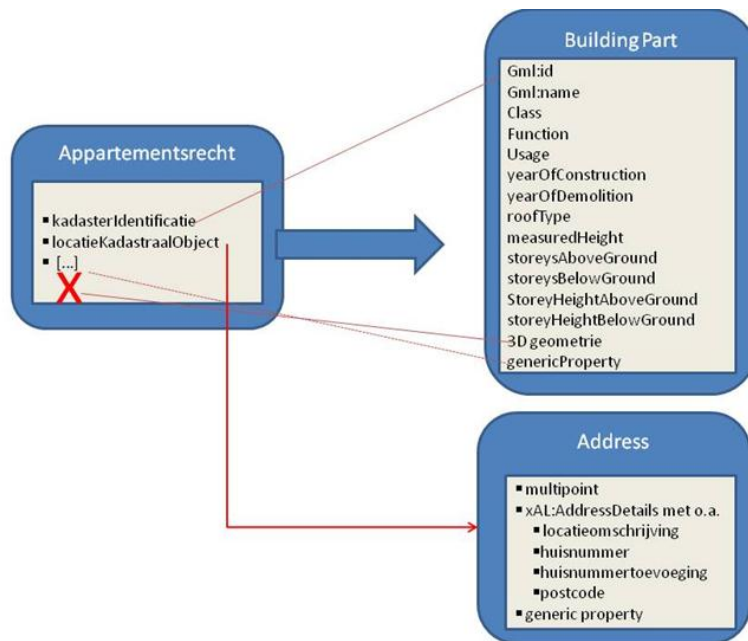 Appartementsrecht
▪ kadasterIdentificatie
▪ locatieKadastraalObject
▪ [...]
X
Building Part
Gml:id
Gml:name
Class
Function
Usage
yearOfConstruction
yearOfDemolition
roofType
measuredHeight
storeysAboveGround
storeysBelowGround
StoreyHeightAboveGround
storeyHeightBelowGround
3D geometrie
genericProperty
Address
▪ multipoint
▪ xAL:AddressDetails met o.a.
▪ locatieomschrijving
▪ huisnummer
▪ huisnummertoevoeging
▪ postcode
▪ generic property